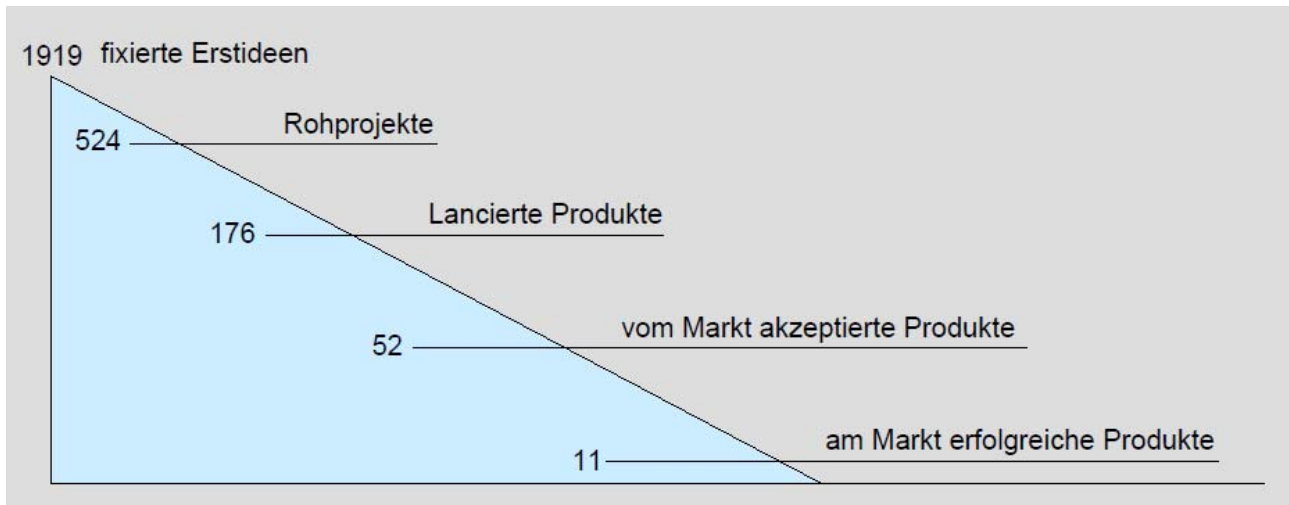 1919 fixierte Erstideen
524 Rohprojekte
176 Lancierte Produkte
52 vom Markt akzeptierte Produkte
11 am Markt erfolgreiche Produkte